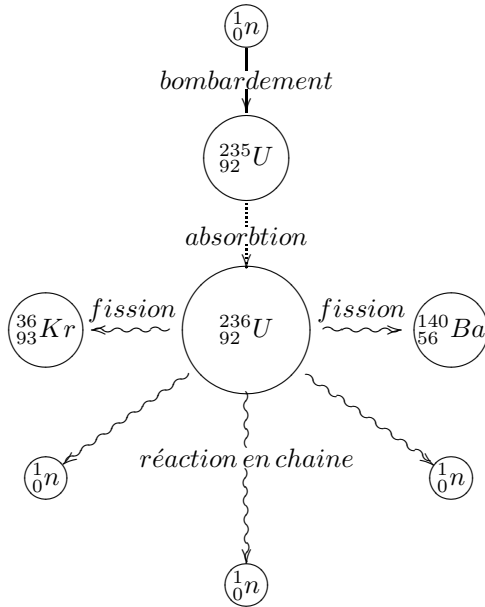 ¹₀n
bombardement
²³⁵₉₂U
absorbtion
³⁶₉₃Kr fission ²³⁶₉₂U fission ¹⁴⁰₅₆Ba
¹₀n réaction en chaine ¹₀n
¹₀n